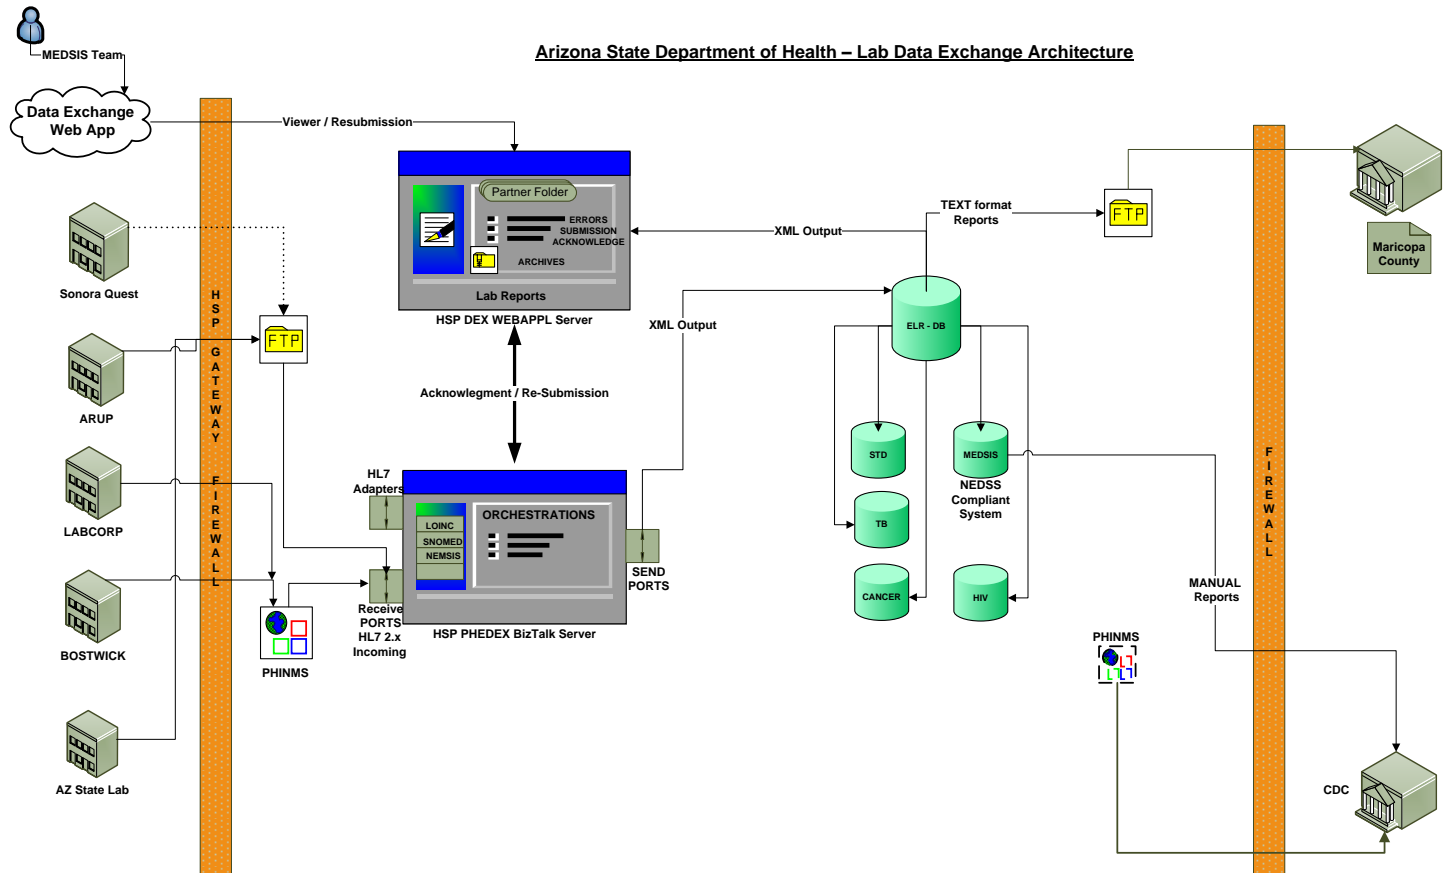 Arizona State Department of Health – Lab Data Exchange Architecture
MEDSIS Team
Data Exchange
Web App
Viewer / Resubmission
Partner Folder
ERRORS
SUBMISSION
ACKNOWLEDGE
ARCHIVES
Lab Reports
HSP DEX WEBAPPL Server
XML Output
TEXT format
Reports
FTP
Maricopa
County
Sonora Quest
HSP GATEWAY FIREWALL
FTP
XML Output
ELR - DB
ARUP
Acknowlegment / Re-Submission
STD
MEDSIS
NEDSS
Compliant
System
TB
CANCER
HIV
FIREWALL
LABCORP
HL7
Adapters
LOINC
SNOMED
NEMSIS
ORCHESTRATIONS
SEND
PORTS
Receive
PORTS
HL7 2.x
Incoming
HSP PHEDEX BizTalk Server
MANUAL
Reports
BOSTWICK
PHINMS
PHINMS
AZ State Lab
CDC